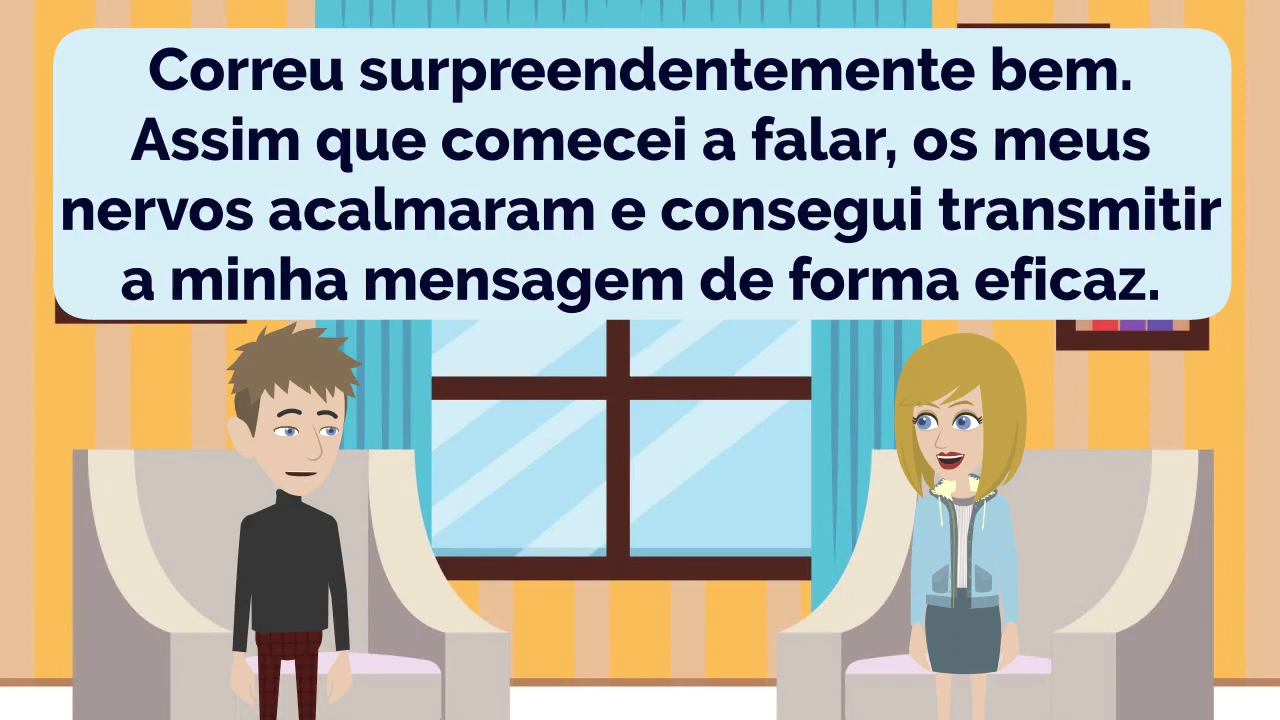 Correu surpreendentemente bem.
Assim que comecei a falar, os meus
nervos acalmaram e consegui transmitir
a minha mensagem de forma eficaz.